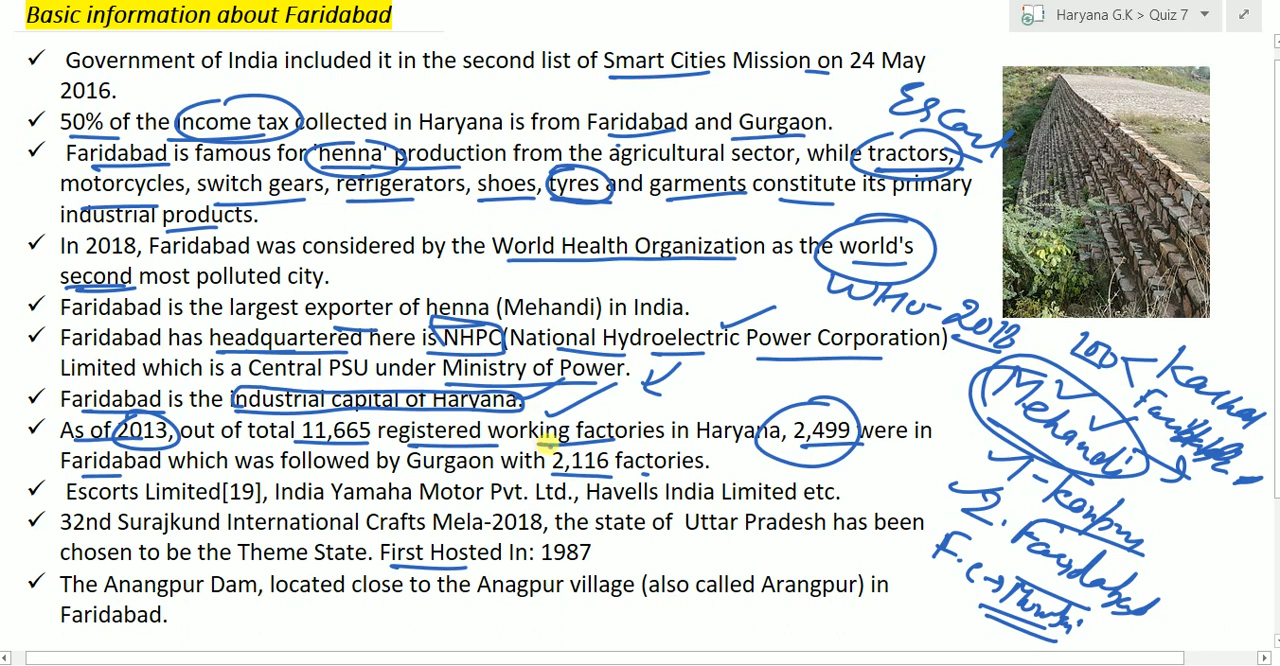 Basic information about Faridabad
Haryana G.K > Quiz 7
✓ Government of India included it in the second list of Smart Cities Mission on 24 May
2016.
✓ 50% of the income tax collected in Haryana is from Faridabad and Gurgaon.
✓ Faridabad is famous for 'henna' production from the agricultural sector, while tractors,
motorcycles, switch gears, refrigerators, shoes, tyres and garments constitute its primary
industrial products.
✓ In 2018, Faridabad was considered by the World Health Organization as the world's
second most polluted city.
✓ Faridabad is the largest exporter of henna (Mehandi) in India.
✓ Faridabad has headquartered here is NHPC(National Hydroelectric Power Corporation)
Limited which is a Central PSU under Ministry of Power.
✓ Faridabad is the industrial capital of Haryana.
✓ As of 2013, out of total 11,665 registered working factories in Haryana, 2,499 were in
Faridabad which was followed by Gurgaon with 2,116 factories.
✓ Escorts Limited[19], India Yamaha Motor Pvt. Ltd., Havells India Limited etc.
✓ 32nd Surajkund International Crafts Mela-2018, the state of Uttar Pradesh has been
chosen to be the Theme State. First Hosted In: 1987
✓ The Anangpur Dam, located close to the Anagpur village (also called Arangpur) in
Faridabad.
Escort
WHO-2018
Mehandi
1-Kanpur
2. Faridabad
F.C→Mumbai